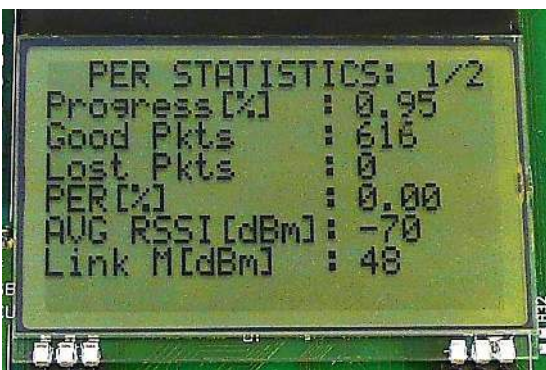 PER STATISTICS: 1/2
Progress[%] : 0.95
Good Pkts : 616
Lost Pkts : 0
PER[%] : 0.00
AVG RSSI[dBm]: -70
Link M[dBm] : 48